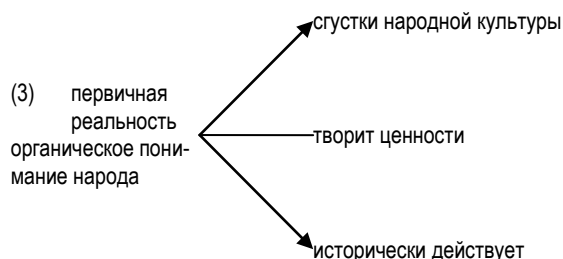 сгустки народной культуры
(3) первичная
реальность
органическое пони-
мание народа
творит ценности
исторически действует